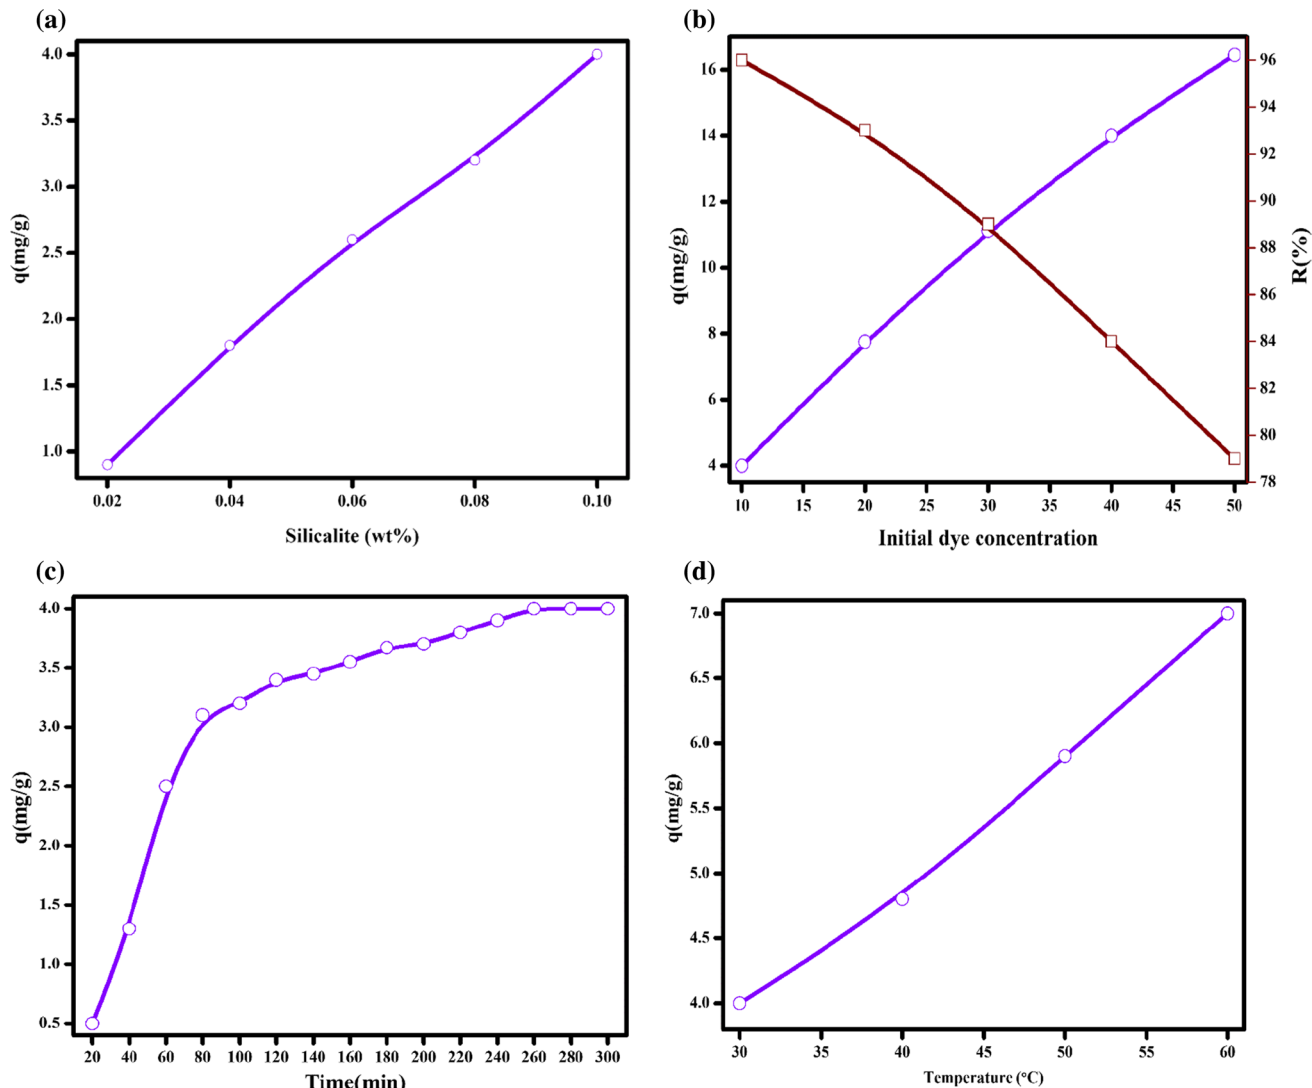 (a)
4.0
3.5
3.0
2.5
2.0
1.5
1.0
q(mg/g)
0.02 0.04 0.06 0.08 0.10
Silicalite (wt%)
(b)
16
14
12
10
8
6
4
q(mg/g)
96
94
92
90
88
86
84
82
80
78
R(%)
10 15 20 25 30 35 40 45 50
Initial dye concentration
(c)
4.0
3.5
3.0
2.5
2.0
1.5
1.0
0.5
q(mg/g)
20 40 60 80 100 120 140 160 180 200 220 240 260 280 300
Time(min)
(d)
7.0
6.5
6.0
5.5
5.0
4.5
4.0
q(mg/g)
30 35 40 45 50 55 60
Temperature (°C)